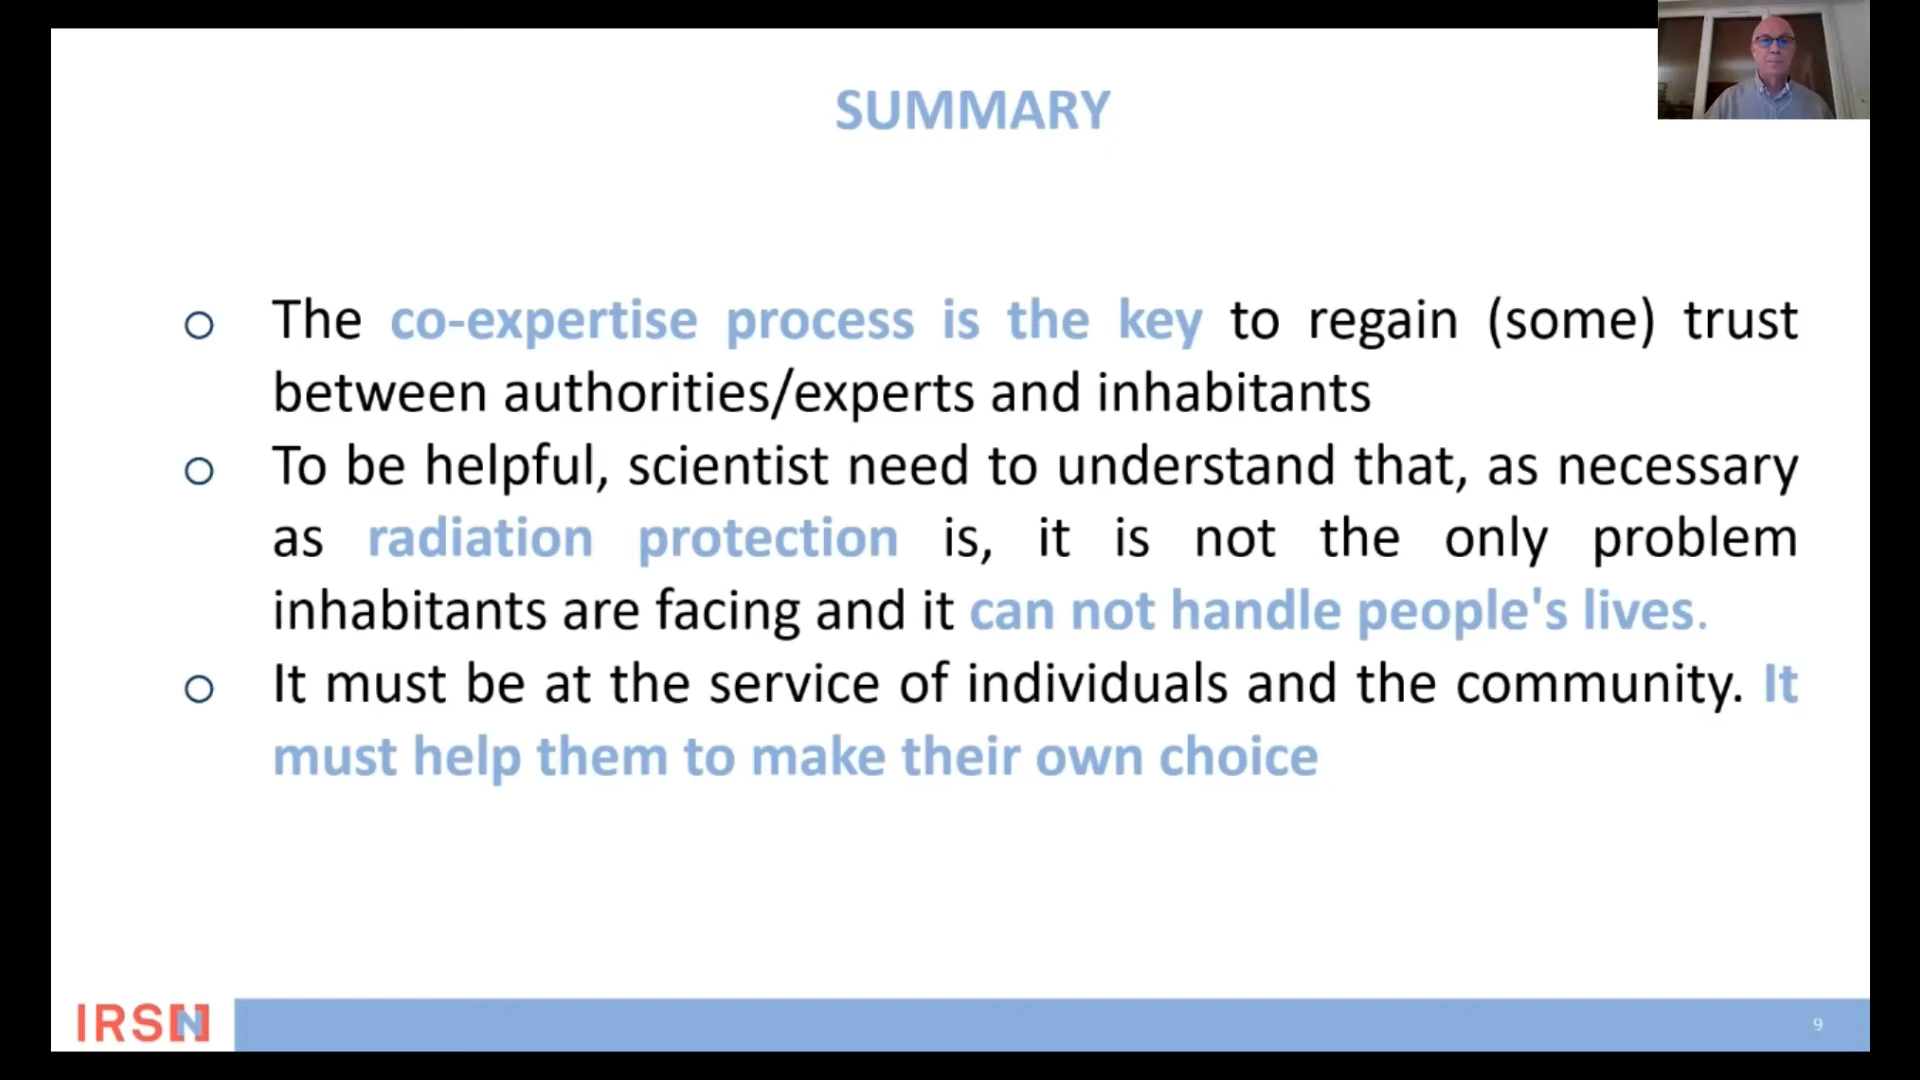 SUMMARY
The co-expertise process is the key to regain (some) trust
between authorities/experts and inhabitants
To be helpful, scientist need to understand that, as necessary
as radiation protection is, it is not the only problem
inhabitants are facing and it can not handle people's lives.
It must be at the service of individuals and the community. It
must help them to make their own choice
IRSN
9